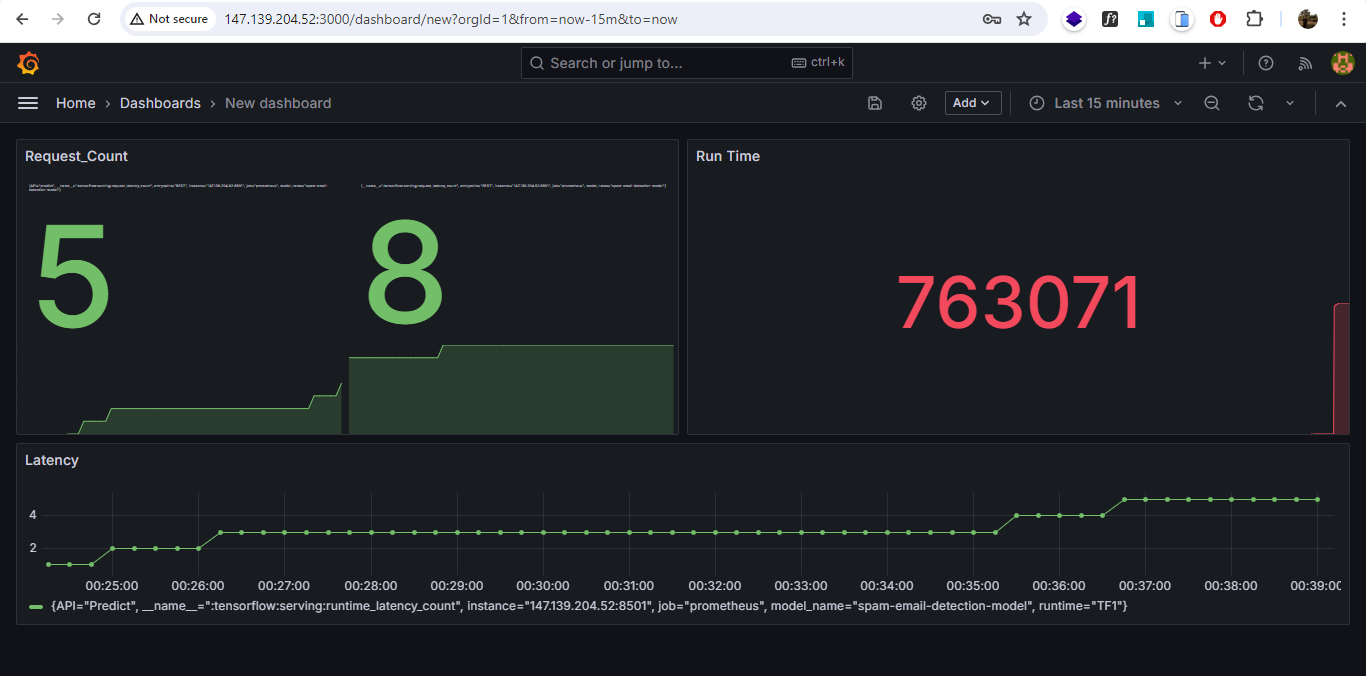 Not secure 147.139.204.52:3000/dashboard/new?orgId=1&from=now-15m&to=now
f?
Search or jump to... ctrl+k
Home › Dashboards › New dashboard Add Last 15 minutes
Request_Count
5
8
Run Time
763071
Latency
4
2
00:25:00 00:26:00 00:27:00 00:28:00 00:29:00 00:30:00 00:31:00 00:32:00 00:33:00 00:34:00 00:35:00 00:36:00 00:37:00 00:38:00 00:39:00
{API="Predict", __name__=":tensorflow:serving:runtime_latency_count", instance="147.139.204.52:8501", job="prometheus", model_name="spam-email-detection-model", runtime="TF1"}